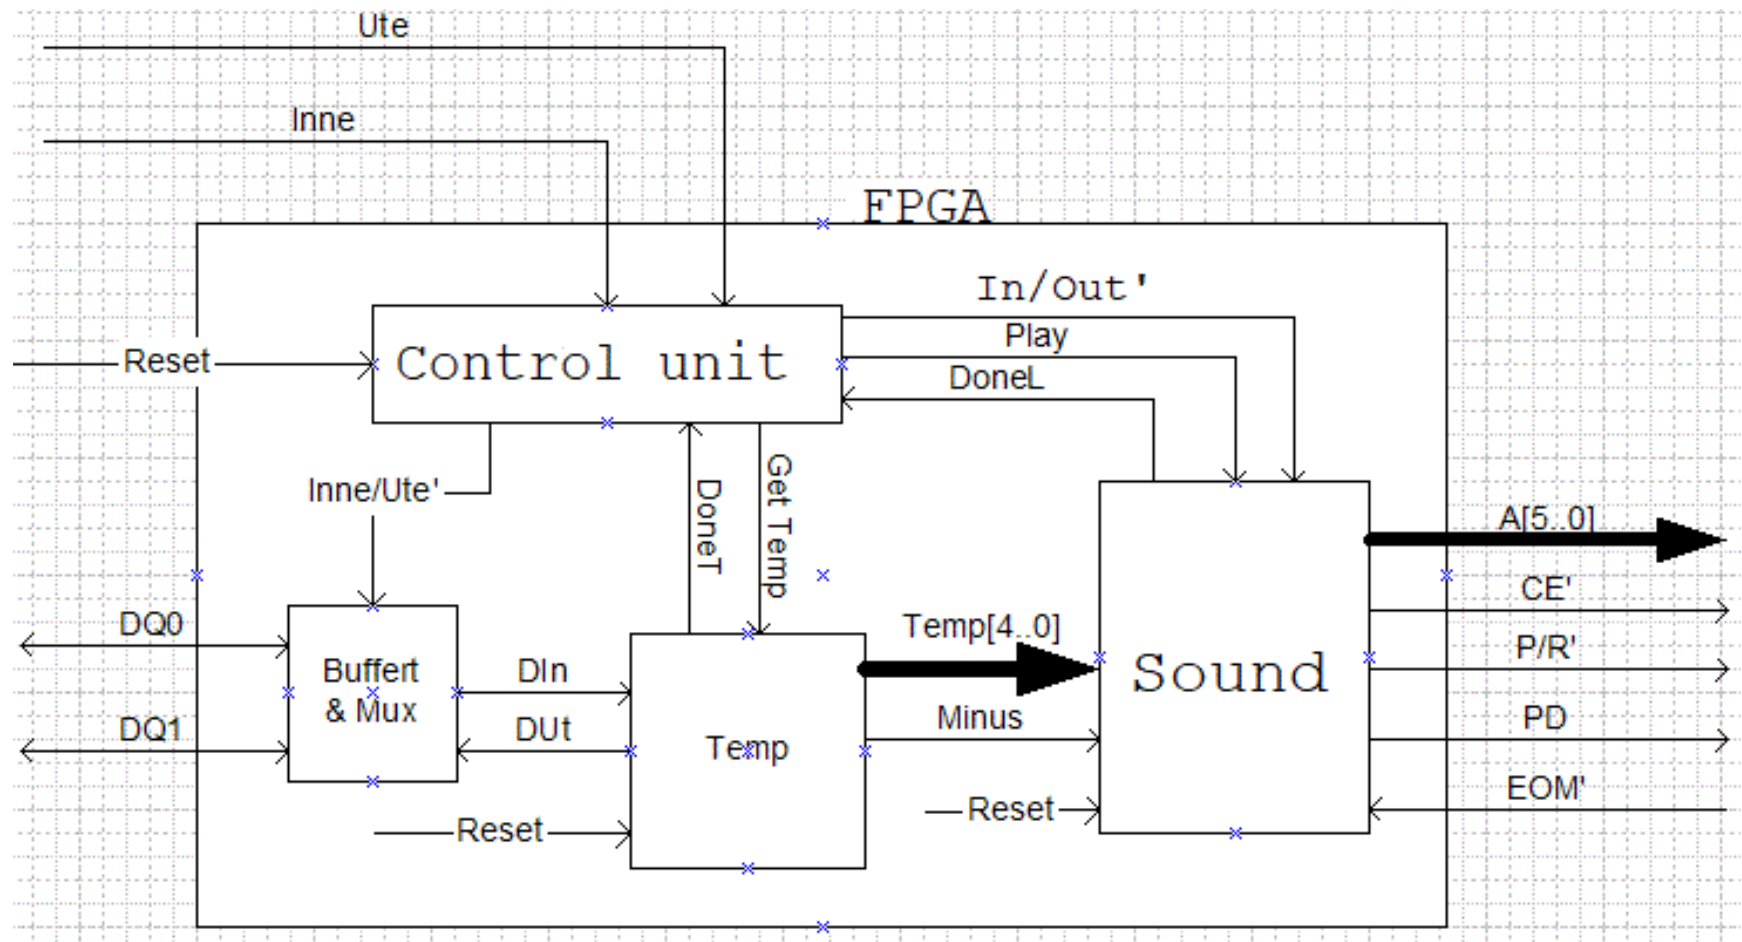 Ute
Inne
FPGA
In/Out'
Play
DoneL
Reset
Control unit
Inne/Ute'
DoneT
Get Temp
A[5..0]
CE'
P/R'
PD
EOM'
DQ0
DQ1
Buffert
& Mux
DIn
DUt
Temp
Reset
Temp[4..0]
Minus
Reset
Sound